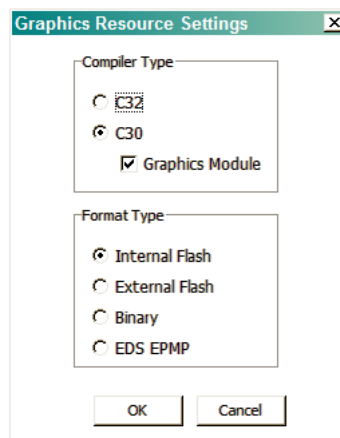 Graphics Resource Settings
Compiler Type
C32
C30
Graphics Module
Format Type
Internal Flash
External Flash
Binary
EDS EPMP
OK Cancel